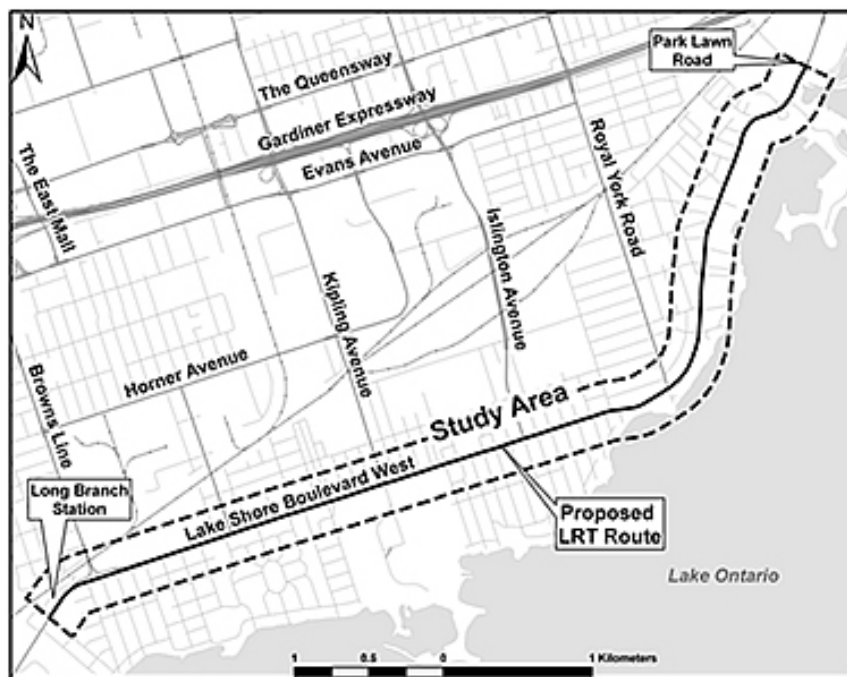 N
Park Lawn
Road
The Queensway
Gardiner Expressway
Evans Avenue
The East Mall
Royal York Road
Islington Avenue
Kipling Avenue
Horner Avenue
Browns Line
Study Area
Long Branch
Station
Lake Shore Boulevard West
Proposed
LRT Route
Lake Ontario
1 0.5 0 1 Kilometers